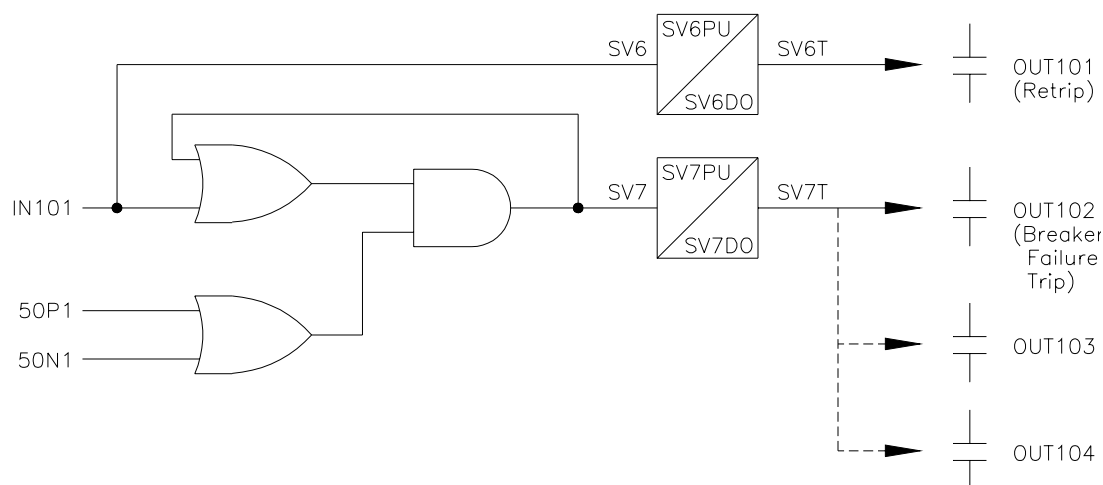 SV6PU
SV6
SV6T
SV6DO
OUT101
(Retrip)
IN101
SV7PU
SV7
SV7T
SV7DO
OUT102
(Breaker
Failure
Trip)
50P1
50N1
OUT103
OUT104